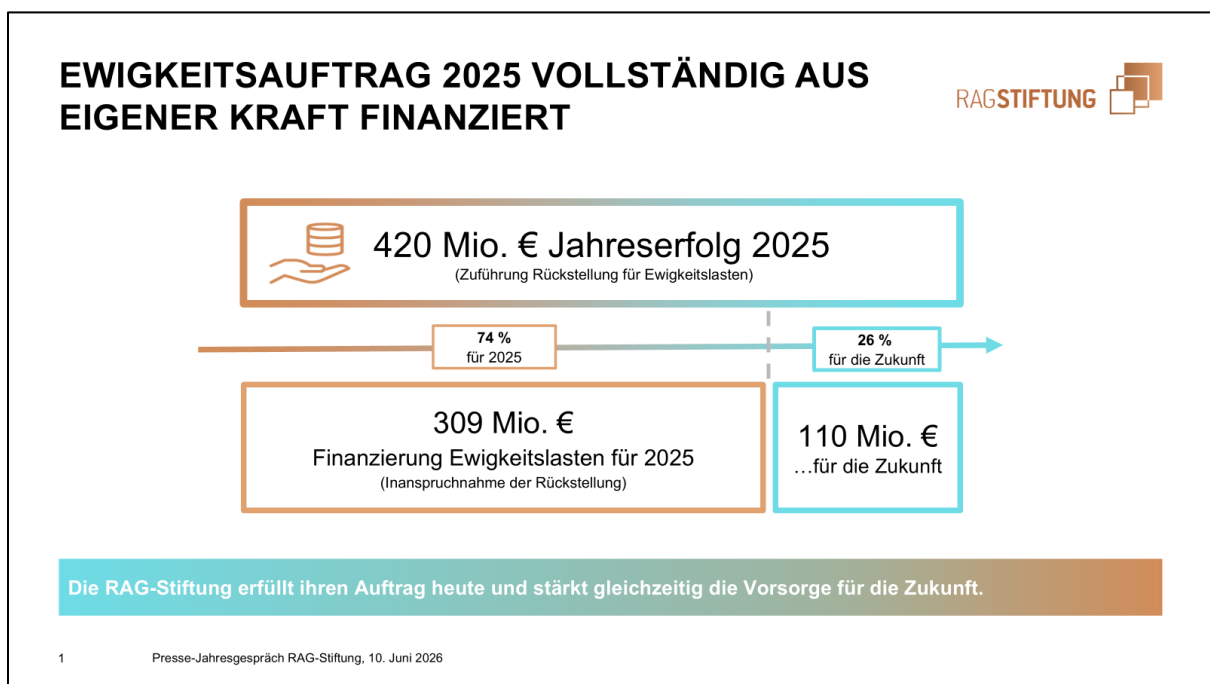 EWIGKEITSAUFTRAG 2025 VOLLSTÄNDIG AUS
EIGENER KRAFT FINANZIERT
RAGSTIFTUNG
420 Mio. € Jahreserfolg 2025
(Zuführung Rückstellung für Ewigkeitslasten)
74 %
für 2025
26 %
für die Zukunft
309 Mio. €
Finanzierung Ewigkeitslasten für 2025
(Inanspruchnahme der Rückstellung)
110 Mio. €
…für die Zukunft
Die RAG-Stiftung erfüllt ihren Auftrag heute und stärkt gleichzeitig die Vorsorge für die Zukunft.
1 Presse-Jahresgespräch RAG-Stiftung, 10. Juni 2026